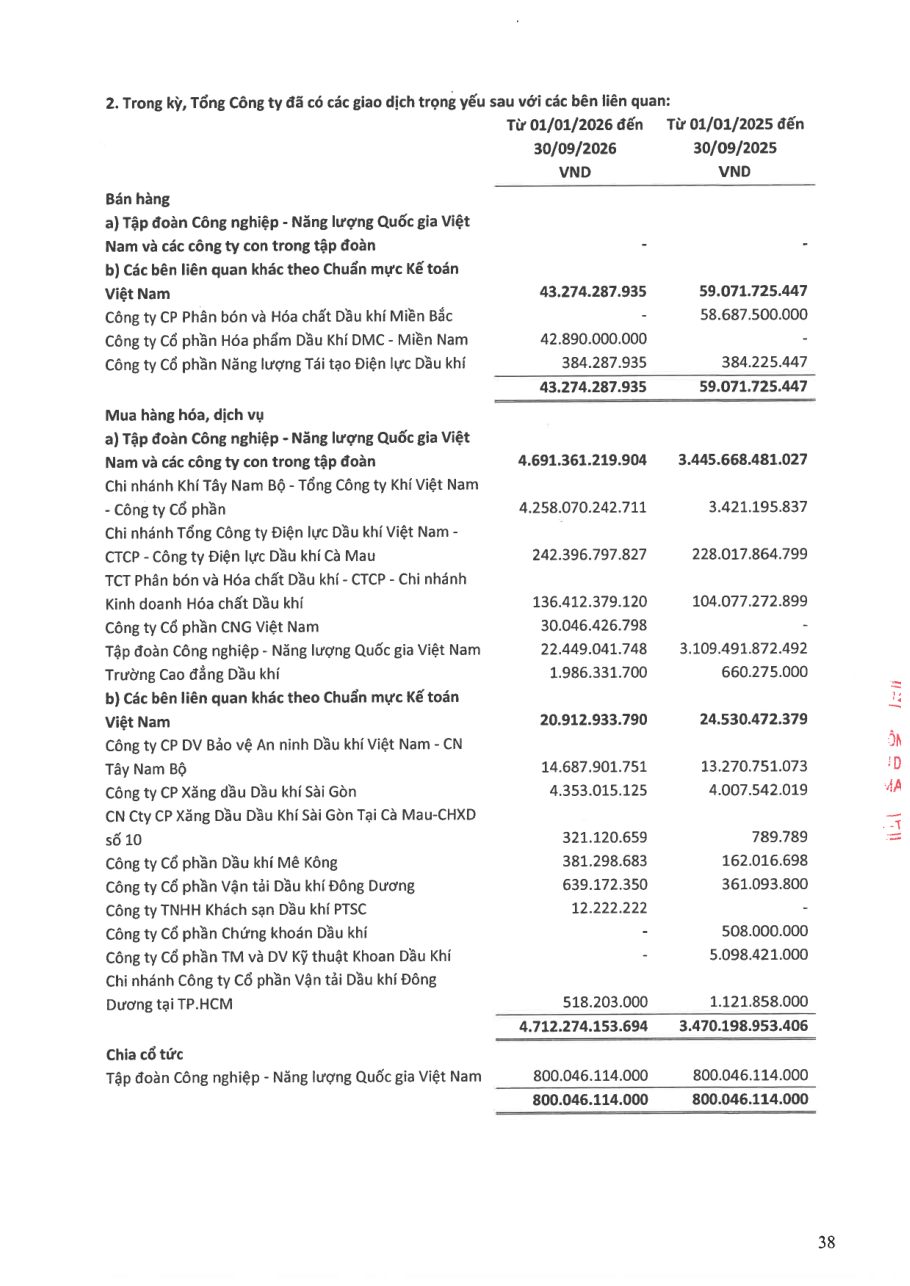 2. Trong kỳ, Tổng Công ty đã có các giao dịch trọng yếu sau với các bên liên quan:
Từ 01/01/2026 đến Từ 01/01/2025 đến
30/09/2026 30/09/2025
VND VND
Bán hàng
a) Tập đoàn Công nghiệp - Năng lượng Quốc gia Việt
Nam và các công ty con trong tập đoàn - -
b) Các bên liên quan khác theo Chuẩn mực Kế toán
Việt Nam 43.274.287.935 59.071.725.447
Công ty CP Phân bón và Hóa chất Dầu khí Miền Bắc - 58.687.500.000
Công ty Cổ phần Hóa phẩm Dầu Khí DMC - Miền Nam 42.890.000.000 -
Công ty Cổ phần Năng lượng Tái tạo Điện lực Dầu khí 384.287.935 384.225.447
43.274.287.935 59.071.725.447
Mua hàng hóa, dịch vụ
a) Tập đoàn Công nghiệp - Năng lượng Quốc gia Việt
Nam và các công ty con trong tập đoàn 4.691.361.219.904 3.445.668.481.027
Chi nhánh Khí Tây Nam Bộ - Tổng Công ty Khí Việt Nam
- Công ty Cổ phần 4.258.070.242.711 3.421.195.837
Chi nhánh Tổng Công ty Điện lực Dầu khí Việt Nam -
CTCP - Công ty Điện lực Dầu khí Cà Mau 242.396.797.827 228.017.864.799
TCT Phân bón và Hóa chất Dầu khí - CTCP - Chi nhánh
Kinh doanh Hóa chất Dầu khí 136.412.379.120 104.077.272.899
Công ty Cổ phần CNG Việt Nam 30.046.426.798 -
Tập đoàn Công nghiệp - Năng lượng Quốc gia Việt Nam 22.449.041.748 3.109.491.872.492
Trường Cao đẳng Dầu khí 1.986.331.700 660.275.000
b) Các bên liên quan khác theo Chuẩn mực Kế toán
Việt Nam 20.912.933.790 24.530.472.379
Công ty CP DV Bảo vệ An ninh Dầu khí Việt Nam - CN
Tây Nam Bộ 14.687.901.751 13.270.751.073
Công ty CP Xăng dầu Dầu khí Sài Gòn 4.353.015.125 4.007.542.019
CN Cty CP Xăng Dầu Dầu Khí Sài Gòn Tại Cà Mau-CHXD
số 10 321.120.659 789.789
Công ty Cổ phần Dầu khí Mê Kông 381.298.683 162.016.698
Công ty Cổ phần Vận tải Dầu khí Đông Dương 639.172.350 361.093.800
Công ty TNHH Khách sạn Dầu khí PTSC 12.222.222 -
Công ty Cổ phần Chứng khoán Dầu khí - 508.000.000
Công ty Cổ phần TM và DV Kỹ thuật Khoan Dầu Khí - 5.098.421.000
Chi nhánh Công ty Cổ phần Vận tải Dầu khí Đông
Dương tại TP.HCM 518.203.000 1.121.858.000
4.712.274.153.694 3.470.198.953.406
Chia cổ tức
Tập đoàn Công nghiệp - Năng lượng Quốc gia Việt Nam 800.046.114.000 800.046.114.000
800.046.114.000 800.046.114.000
38